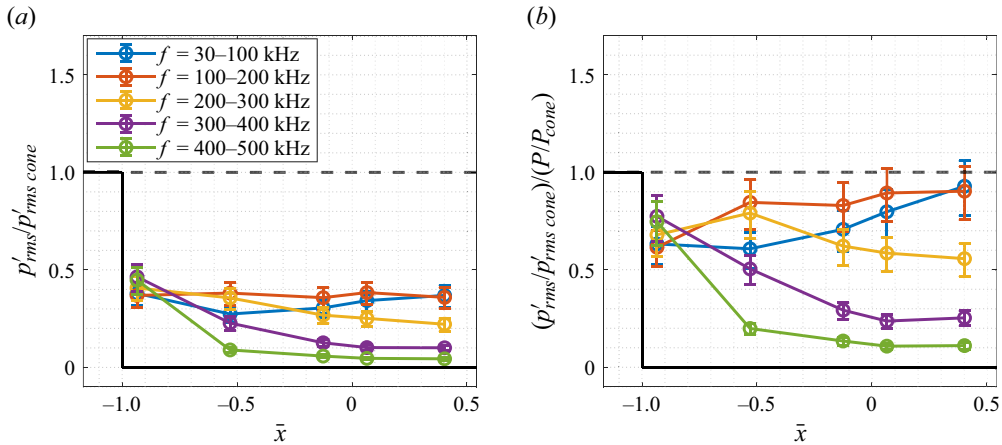 (a)
(b)
1.5
1.0
0.5
0
p′rms/p′rms cone
f = 30–100 kHz
f = 100–200 kHz
f = 200–300 kHz
f = 300–400 kHz
f = 400–500 kHz
–1.0 –0.5 0 0.5
x̄
1.5
1.0
0.5
0
(p′rms/p′rms cone)/(P/Pcone)
–1.0 –0.5 0 0.5
x̄